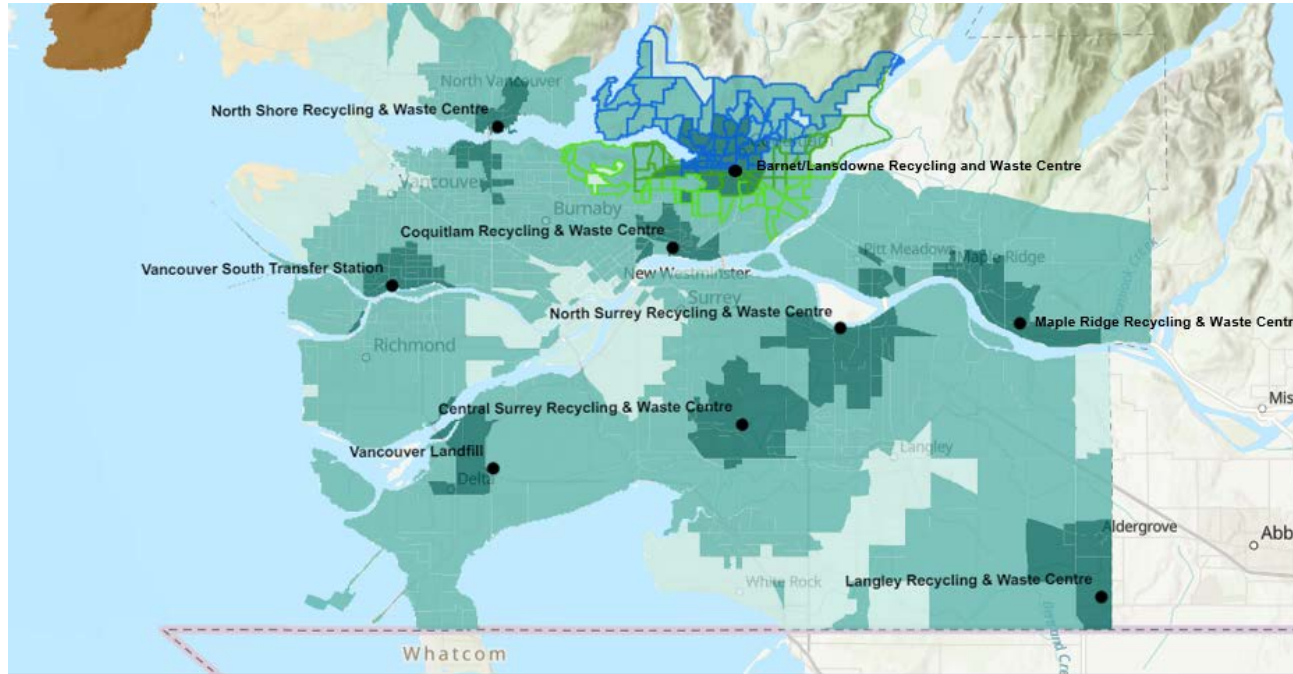 North Vancouver
North Shore Recycling & Waste Centre
Barnet/Lansdowne Recycling and Waste Centre
Vancouver
Burnaby
Coquitlam Recycling & Waste Centre
Pitt Meadows
Maple Ridge
Vancouver South Transfer Station
New Westminster
Surrey
North Surrey Recycling & Waste Centre
Maple Ridge Recycling & Waste Centr
Richmond
Mis
Central Surrey Recycling & Waste Centre
Langley
Vancouver Landfill
Delta
Aldergrove
Abb
White Rock
Langley Recycling & Waste Centre
Whatcom